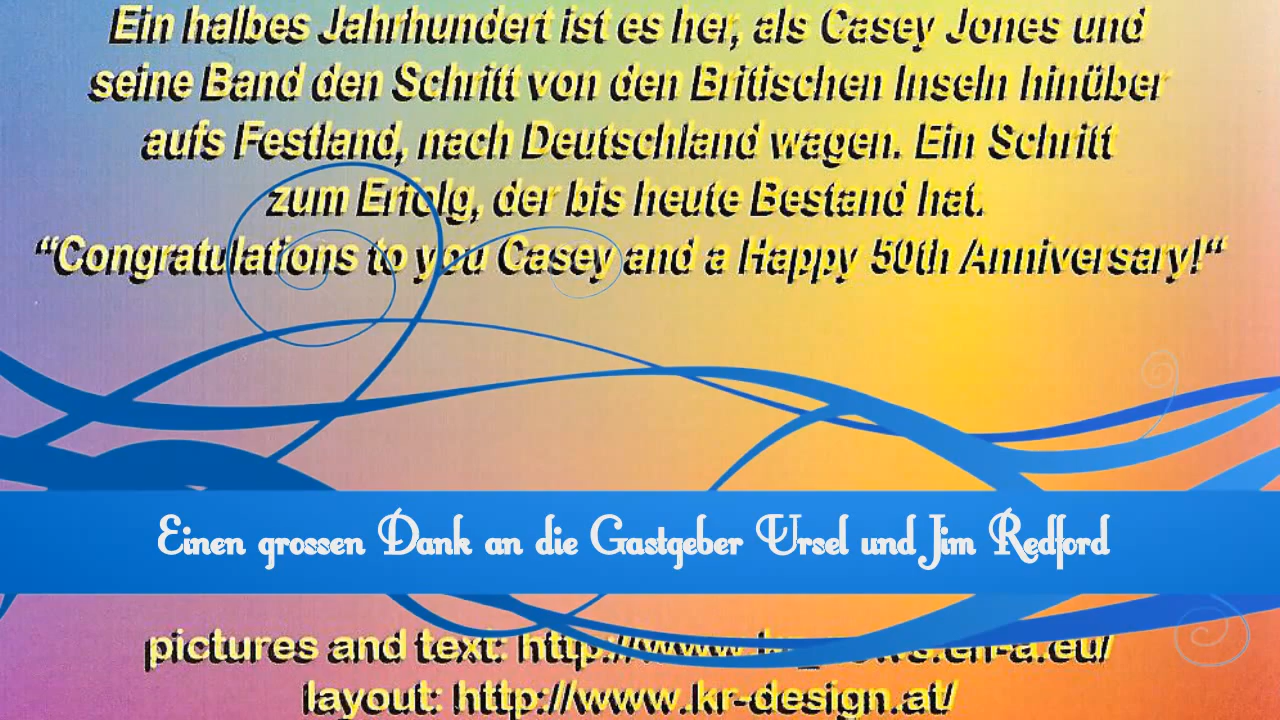 Ein halbes Jahrhundert ist es her, als Casey Jones und
seine Band den Schritt von den Britischen Inseln hinüber
aufs Festland, nach Deutschland wagen. Ein Schritt
zum Erfolg, der bis heute Bestand hat.
“Congratulations to you Casey and a Happy 50th Anniversary!“
Einen grossen Dank an die Gastgeber Ursel und Jim Redford
pictures and text:
layout: http://www.kr-design.at/